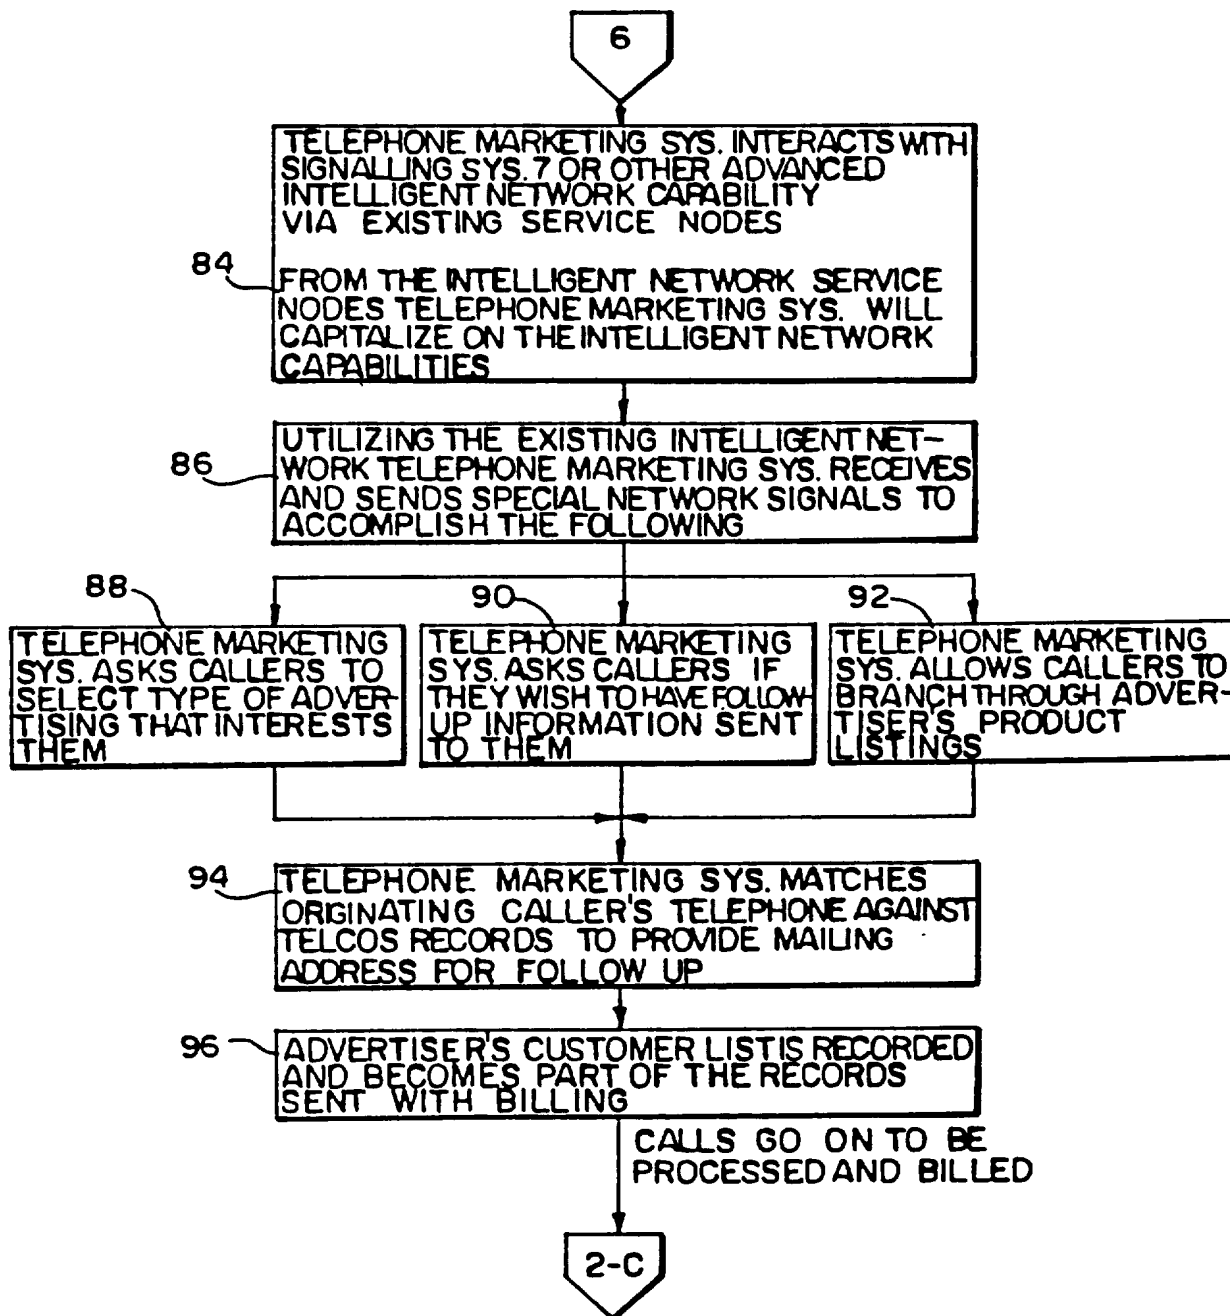 6
TELEPHONE MARKETING SYS. INTERACTS WITH
SIGNALLING SYS.7 OR OTHER ADVANCED
INTELLIGENT NETWORK CAPABILITY
VIA EXISTING SERVICE NODES
84
FROM THE INTELLIGENT NETWORK SERVICE
NODES TELEPHONE MARKETING SYS. WILL
CAPITALIZE ON THE INTELLIGENT NETWORK
CAPABILITIES
86
UTILIZING THE EXISTING INTELLIGENT NET-
WORK TELEPHONE MARKETING SYS. RECEIVES
AND SENDS SPECIAL NETWORK SIGNALS TO
ACCOMPLISH THE FOLLOWING
88
TELEPHONE MARKETING
SYS. ASKS CALLERS TO
SELECT TYPE OF ADVER-
TISING THAT INTERESTS
THEM
90
TELEPHONE MARKETING
SYS. ASKS CALLERS IF
THEY WISH TO HAVE FOLLOW-
UP INFORMATION SENT
TO THEM
92
TELEPHONE MARKETING
SYS. ALLOWS CALLERS TO
BRANCH THROUGH ADVER-
TISER'S PRODUCT
LISTINGS
94
TELEPHONE MARKETING SYS. MATCHES
ORIGINATING CALLER'S TELEPHONE AGAINST
TELCOS RECORDS TO PROVIDE MAILING
ADDRESS FOR FOLLOW UP
96
ADVERTISER'S CUSTOMER LIST IS RECORDED
AND BECOMES PART OF THE RECORDS
SENT WITH BILLING
CALLS GO ON TO BE
PROCESSED AND BILLED
2-C